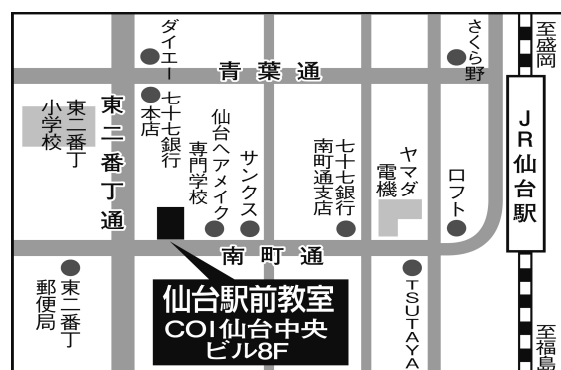 ダイエー
さくら野
至盛岡
青葉通
七十七銀行
本店
東二番丁
小学校
東二番丁通
仙台ヘアメイク
専門学校
サンクス
七十七銀行
南町通支店
ヤマダ
電機
ロフト
JR仙台駅
南町通
東二番丁
郵便局
仙台駅前教室
COI仙台中央
ビル8F
TSUTAYA
至福島